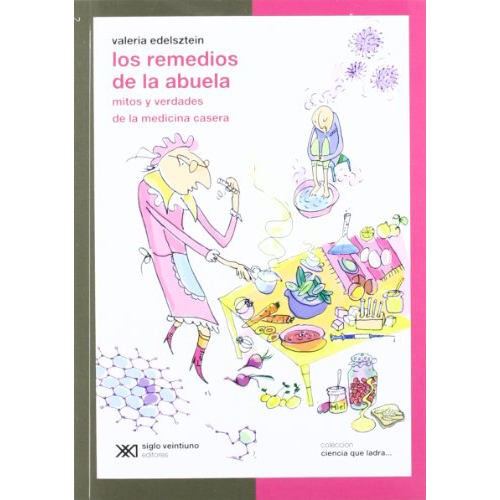 valeria edelsztein
los remedios
de la abuela
mitos y verdades
de la medicina casera
Miel
siglo veintiuno
editores
colección
ciencia que ladra...